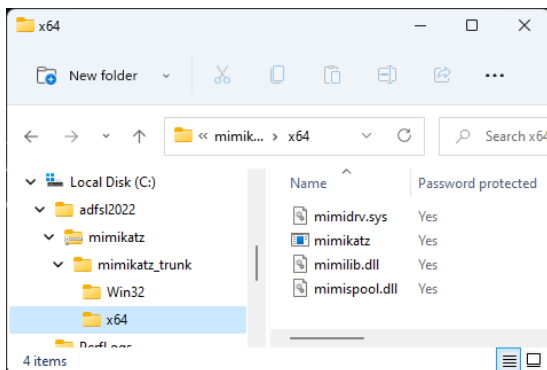 x64
New folder
« mimik... › x64
Search x64
Local Disk (C:)
adfsl2022
mimikatz
mimikatz_trunk
Win32
x64
PerfLogs
Name Password protected
mimidrv.sys Yes
mimikatz Yes
mimilib.dll Yes
mimispool.dll Yes
4 items